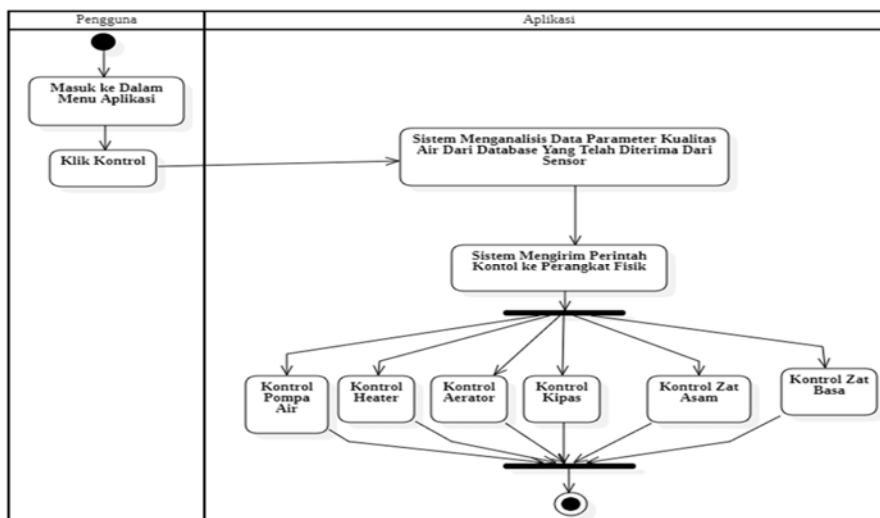 Pengguna
Aplikasi
Masuk ke Dalam
Menu Aplikasi
Klik Kontrol
Sistem Menganalisis Data Parameter Kualitas
Air Dari Database Yang Telah Diterima Dari
Sensor
Sistem Mengirim Perintah
Kontol ke Perangkat Fisik
Kontrol
Pompa
Air
Kontrol
Heater
Kontrol
Aerator
Kontrol
Kipas
Kontrol Zat
Asam
Kontrol Zat
Basa